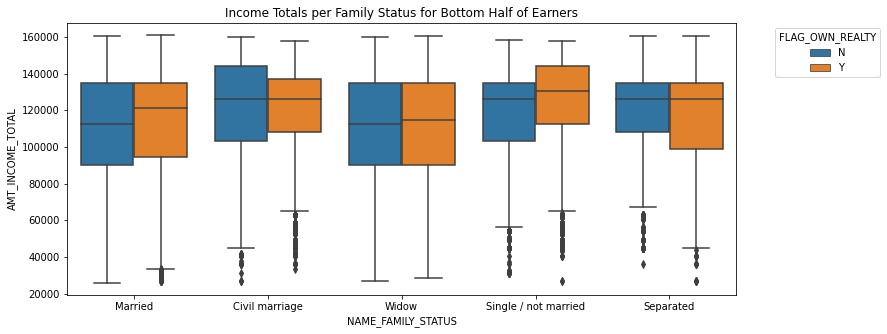 Income Totals per Family Status for Bottom Half of Earners
FLAG_OWN_REALTY
N
Y
AMT_INCOME_TOTAL
160000
140000
120000
100000
80000
60000
40000
20000
Married
Civil marriage
Widow
Single / not married
Separated
NAME_FAMILY_STATUS